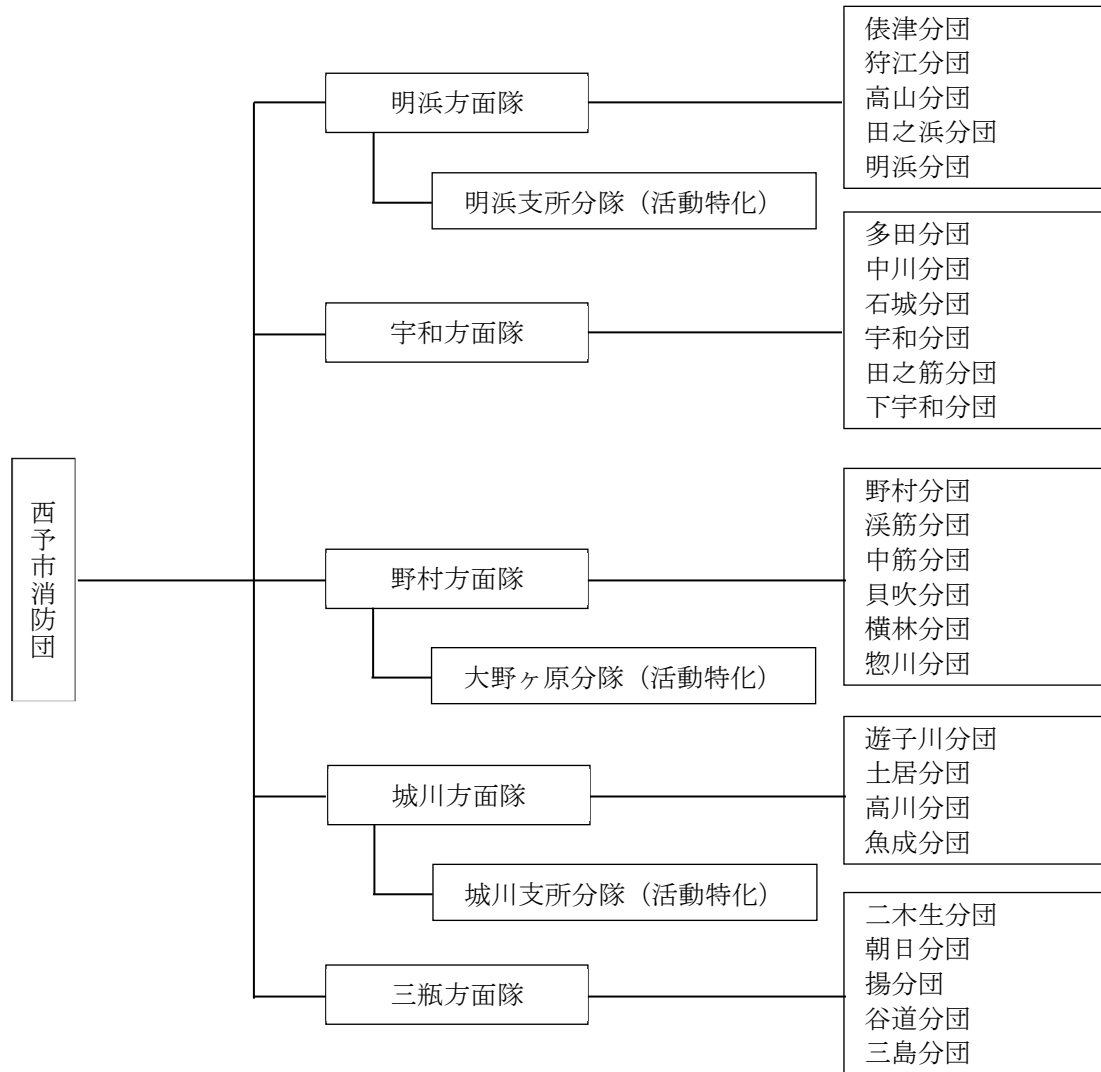 西予市消防団
明浜方面隊
明浜支所分隊（活動特化）
俵津分団
狩江分団
高山分団
田之浜分団
明浜分団
宇和方面隊
多田分団
中川分団
石城分団
宇和分団
田之筋分団
下宇和分団
野村方面隊
大野ヶ原分隊（活動特化）
野村分団
渓筋分団
中筋分団
貝吹分団
横林分団
惣川分団
城川方面隊
城川支所分隊（活動特化）
遊子川分団
土居分団
高川分団
魚成分団
三瓶方面隊
二木生分団
朝日分団
揚分団
谷道分団
三島分団